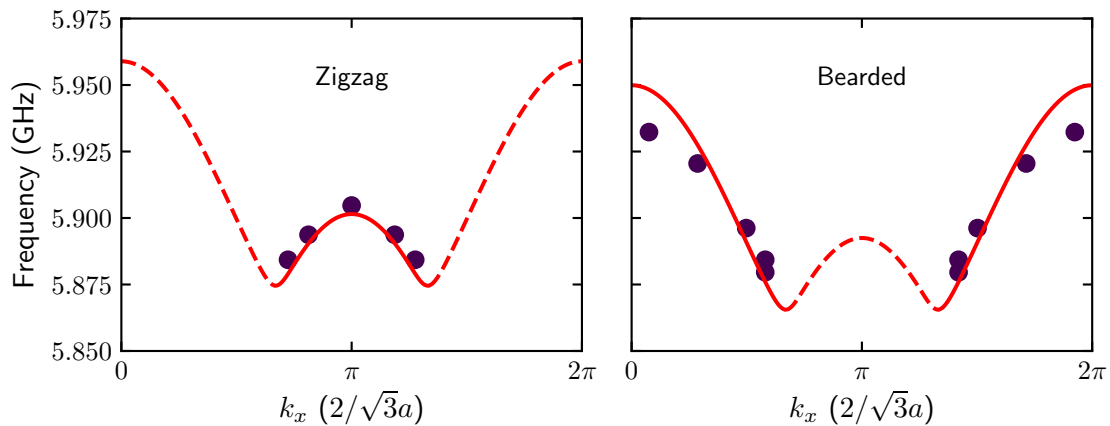 Frequency (GHz)
5.975
5.950
5.925
5.900
5.875
5.850
Zigzag
0
π
2π
k_x (2/√3a)
Bearded
0
π
2π
k_x (2/√3a)